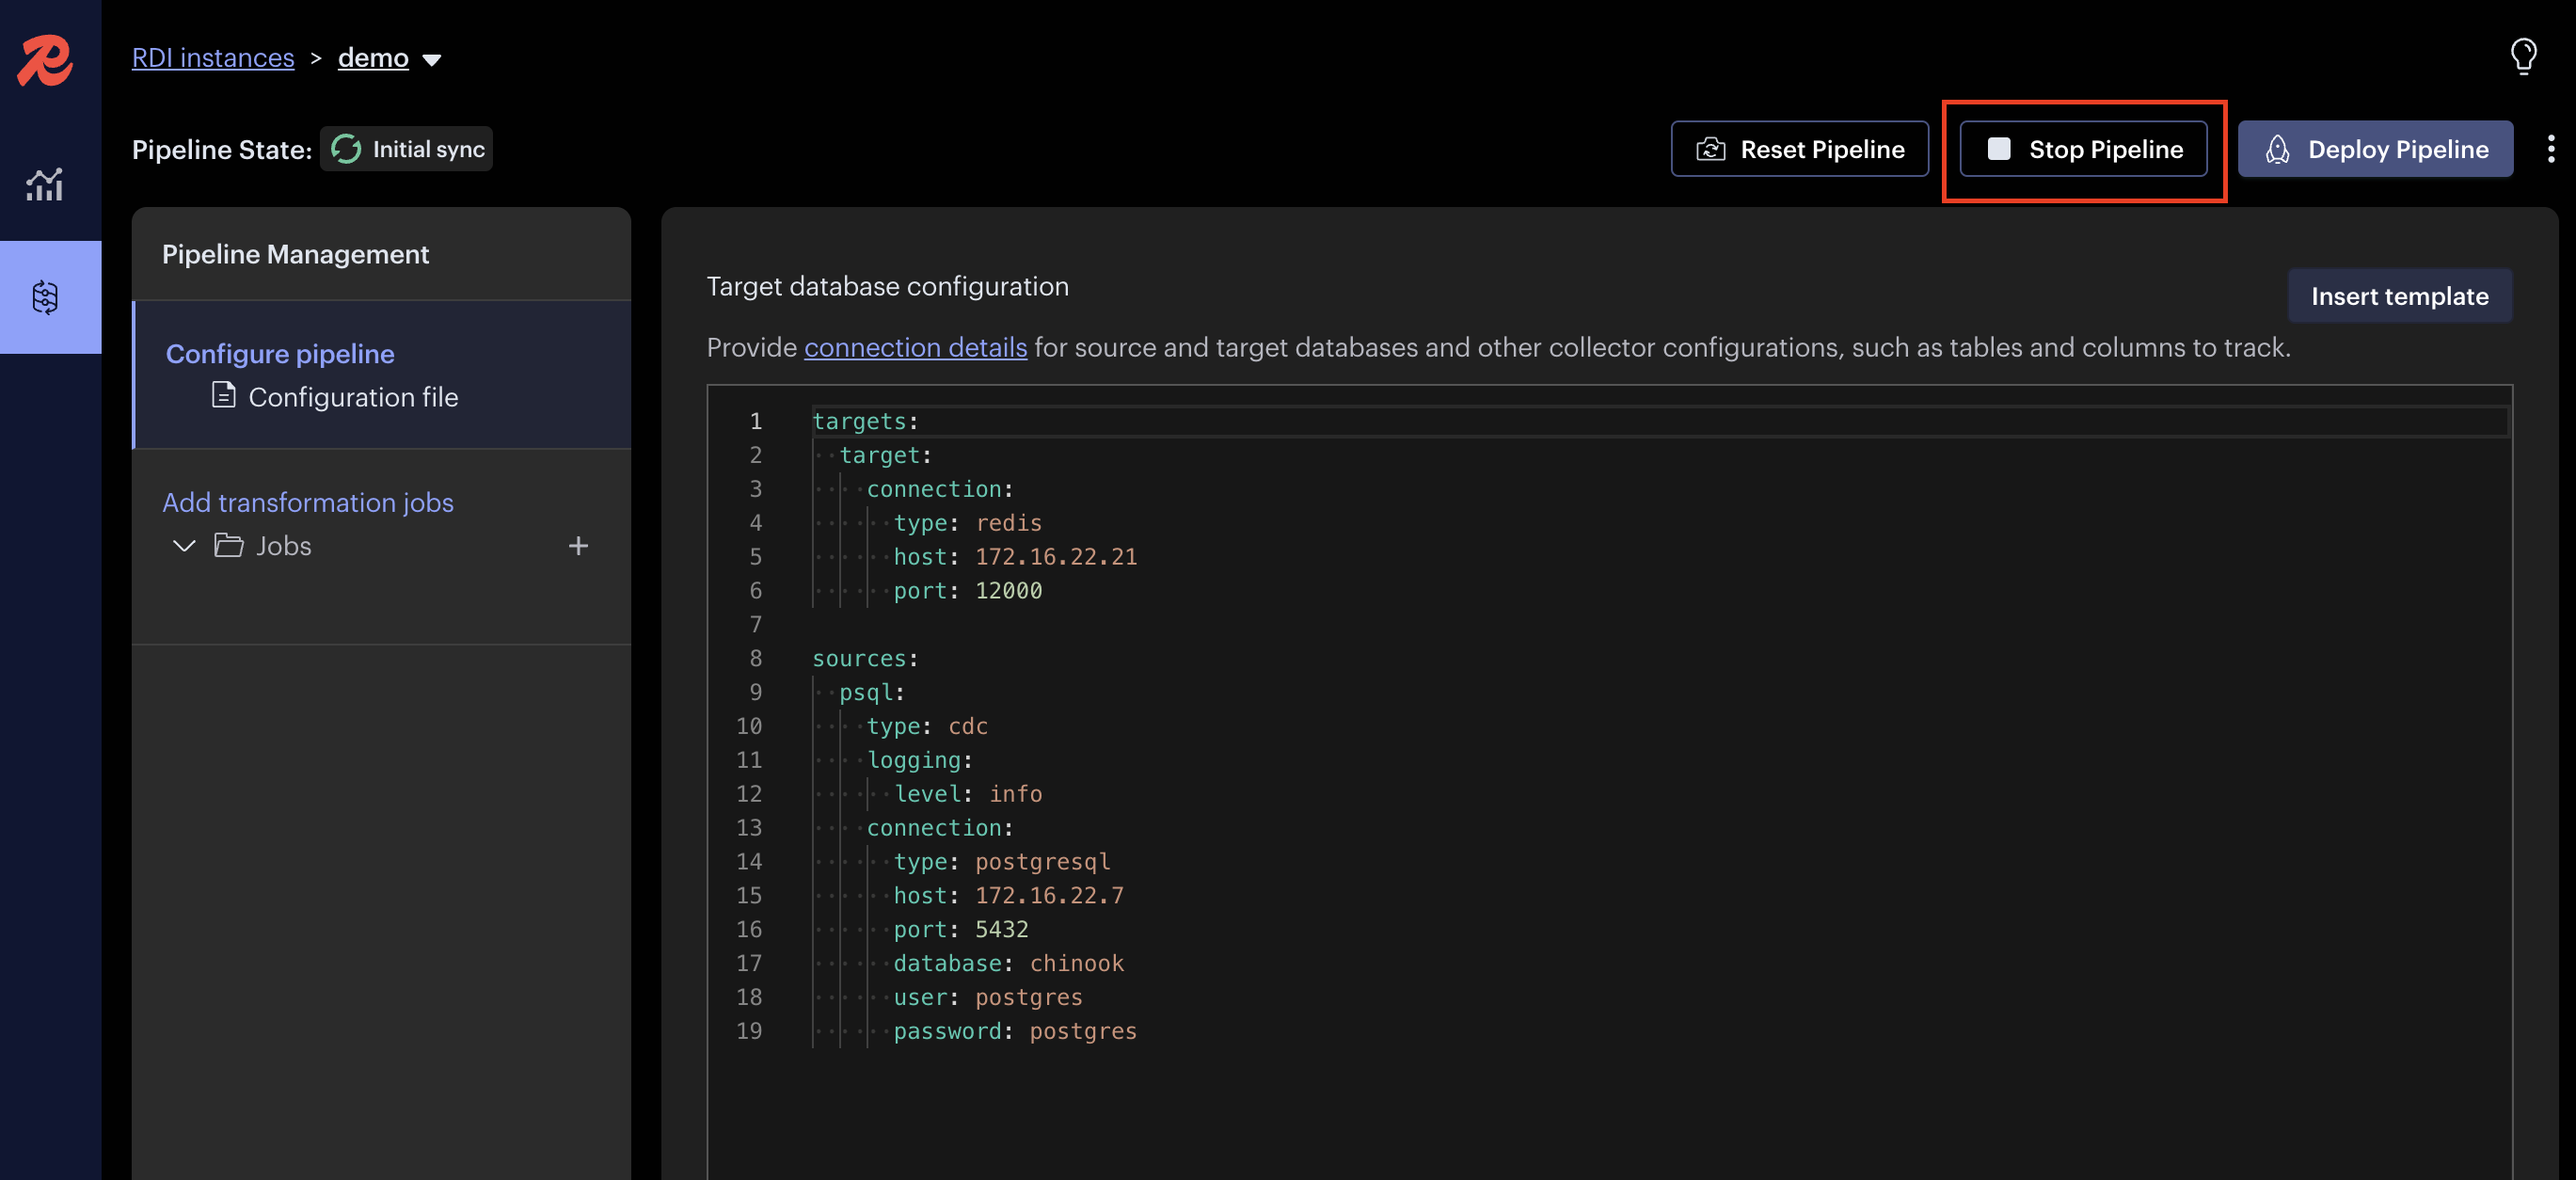 RDI instances > demo
Pipeline State: Initial sync
Reset Pipeline
Stop Pipeline
Deploy Pipeline
Pipeline Management
Configure pipeline
Configuration file
Add transformation jobs
Jobs +
Target database configuration
Insert template
Provide connection details for source and target databases and other collector configurations, such as tables and columns to track.
1 targets:
2 target:
3 connection:
4 type: redis
5 host: 172.16.22.21
6 port: 12000
7
8 sources:
9 psql:
10 type: cdc
11 logging:
12 level: info
13 connection:
14 type: postgresql
15 host: 172.16.22.7
16 port: 5432
17 database: chinook
18 user: postgres
19 password: postgres